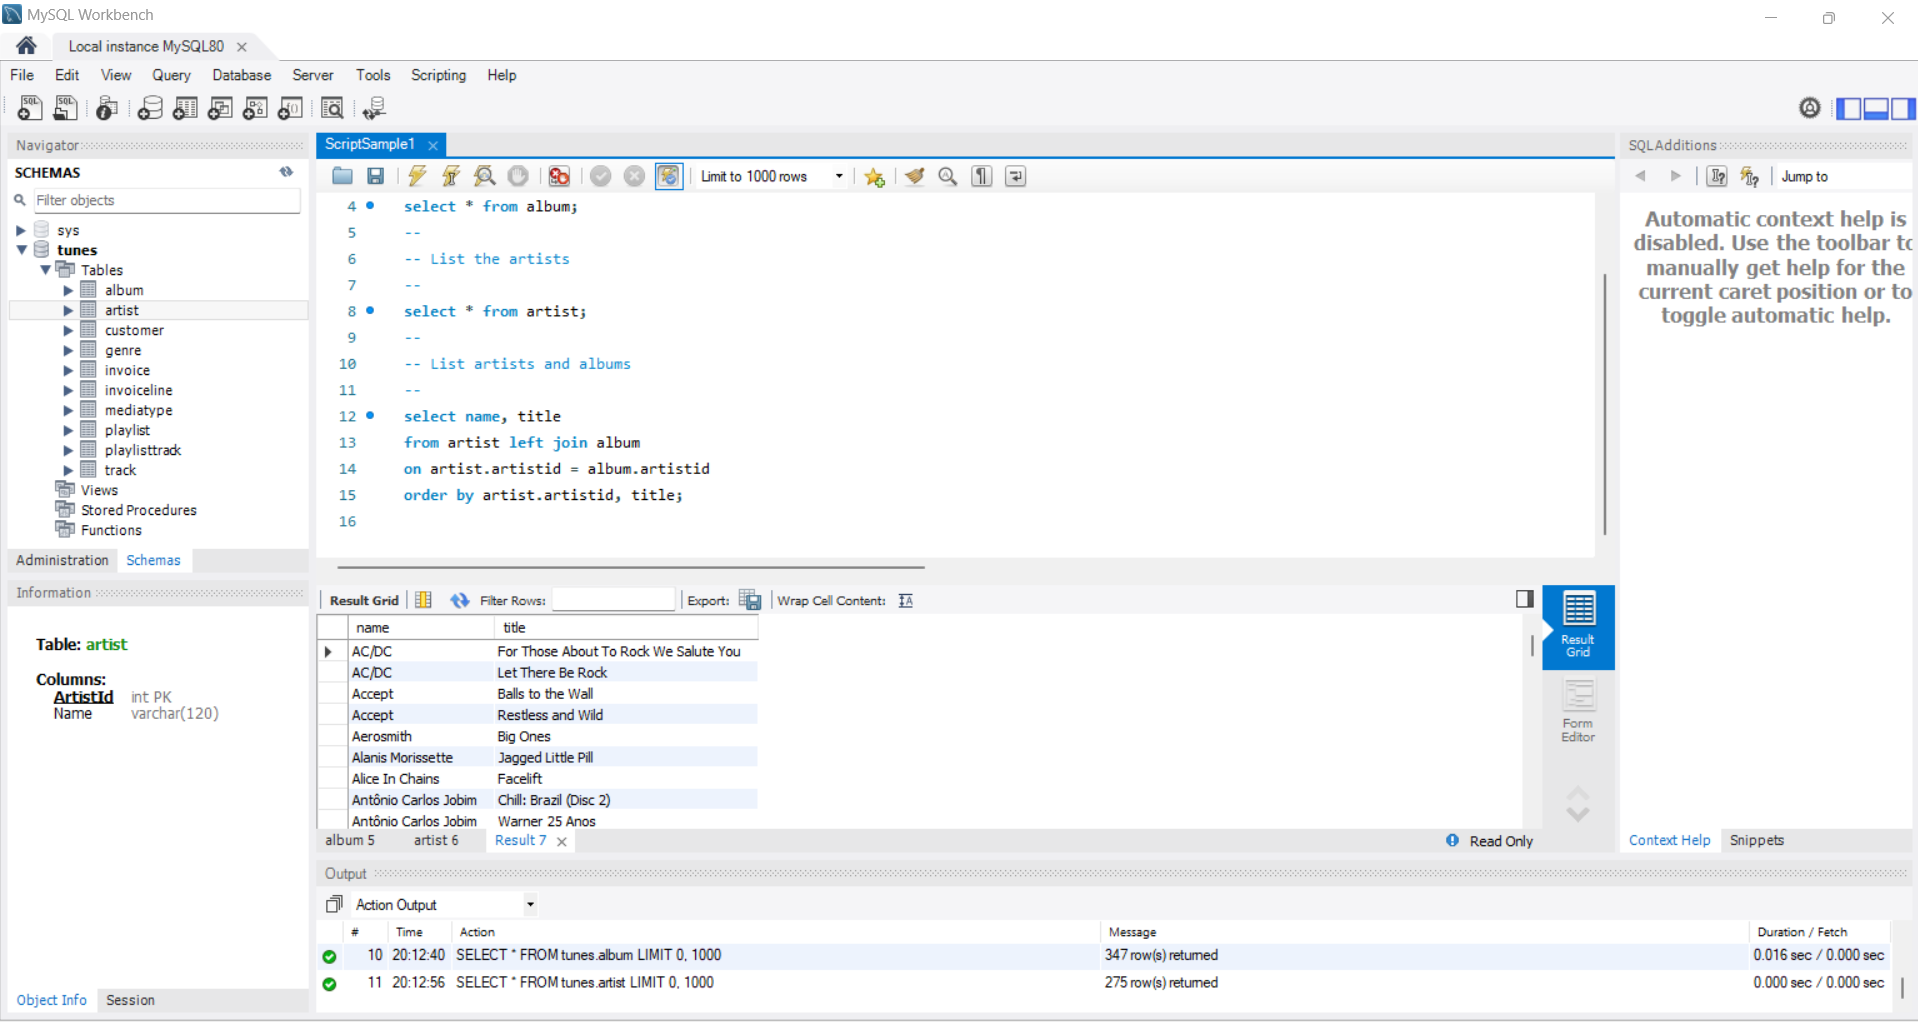 MySQL Workbench
Local instance MySQL80
File Edit View Query Database Server Tools Scripting Help
Navigator
SCHEMAS
Filter objects
sys
tunes
Tables
album
artist
customer
genre
invoice
invoiceline
mediatype
playlist
playlisttrack
track
Views
Stored Procedures
Functions
Administration Schemas
Information
Table: artist
Columns:
ArtistId int PK
Name varchar(120)
Object Info Session
ScriptSample1
Limit to 1000 rows
4 select * from album;
5 --
6 -- List the artists
7 --
8 select * from artist;
9 --
10 -- List artists and albums
11 --
12 select name, title
13 from artist left join album
14 on artist.artistid = album.artistid
15 order by artist.artistid, title;
16
Result Grid Filter Rows: Export: Wrap Cell Content:
name title
AC/DC For Those About To Rock We Salute You
AC/DC Let There Be Rock
Accept Balls to the Wall
Accept Restless and Wild
Aerosmith Big Ones
Alanis Morissette Jagged Little Pill
Alice In Chains Facelift
Antônio Carlos Jobim Chill: Brazil (Disc 2)
Antônio Carlos Jobim Warner 25 Anos
Result
Grid
Form
Editor
album 5 artist 6 Result 7 Read Only
SQLAdditions
Jump to
Automatic context help is
disabled. Use the toolbar to
manually get help for the
current caret position or to
toggle automatic help.
Context Help Snippets
Output
Action Output
# Time Action Message Duration / Fetch
10 20:12:40 SELECT * FROM tunes.album LIMIT 0, 1000 347 row(s) returned 0.016 sec / 0.000 sec
11 20:12:56 SELECT * FROM tunes.artist LIMIT 0, 1000 275 row(s) returned 0.000 sec / 0.000 sec